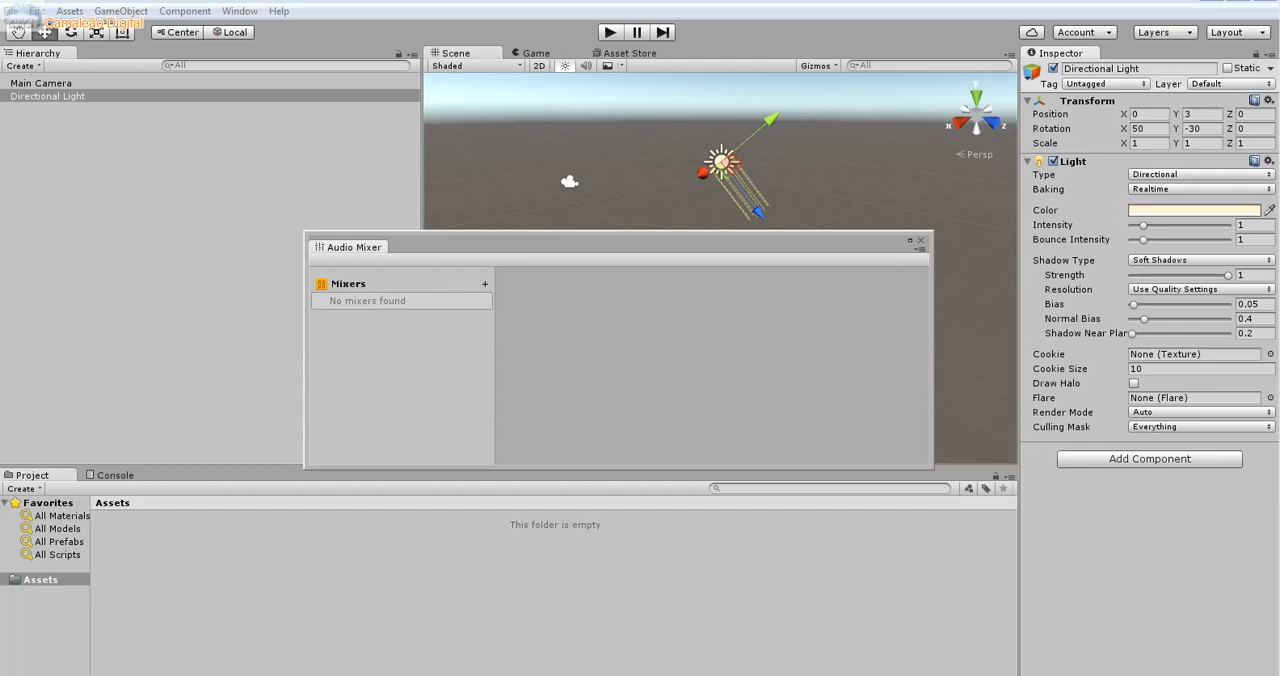 File Edit Assets GameObject Component Window Help
Camaleão Digital
Center Local Account Layers Layout
Hierarchy
Create All
Main Camera
Directional Light
Scene Game Asset Store
Shaded 2D Gizmos All
y
x z
Persp
Audio Mixer
Mixers +
No mixers found
Project Console
Create
Favorites
All Materials
All Models
All Prefabs
All Scripts
Assets
Assets
This folder is empty
Inspector
Directional Light Static
Tag Untagged Layer Default
Transform
Position X 0 Y 3 Z 0
Rotation X 50 Y -30 Z 0
Scale X 1 Y 1 Z 1
Light
Type Directional
Baking Realtime
Color
Intensity 1
Bounce Intensity 1
Shadow Type Soft Shadows
Strength 1
Resolution Use Quality Settings
Bias 0.05
Normal Bias 0.4
Shadow Near Plar 0.2
Cookie None (Texture)
Cookie Size 10
Draw Halo
Flare None (Flare)
Render Mode Auto
Culling Mask Everything
Add Component